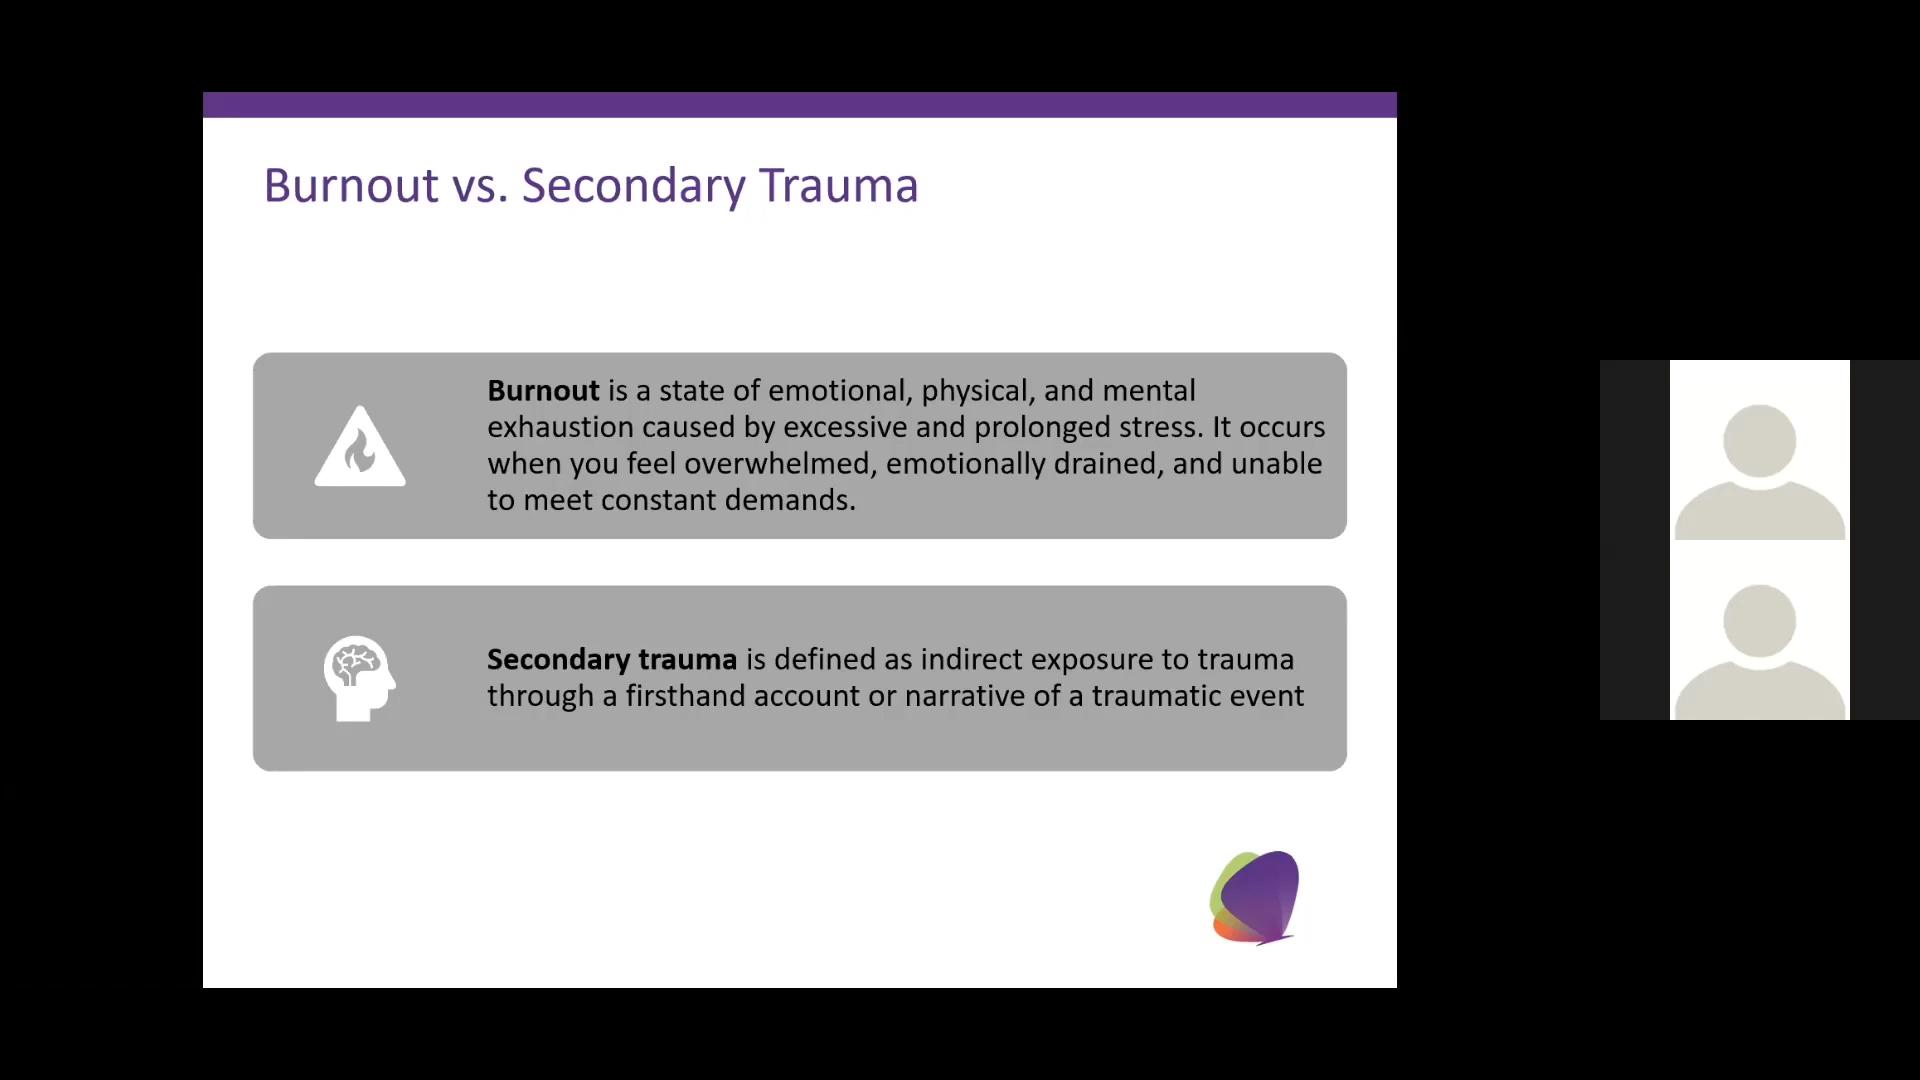 Burnout vs. Secondary Trauma
Burnout is a state of emotional, physical, and mental
exhaustion caused by excessive and prolonged stress. It occurs
when you feel overwhelmed, emotionally drained, and unable
to meet constant demands.
Secondary trauma is defined as indirect exposure to trauma
through a firsthand account or narrative of a traumatic event